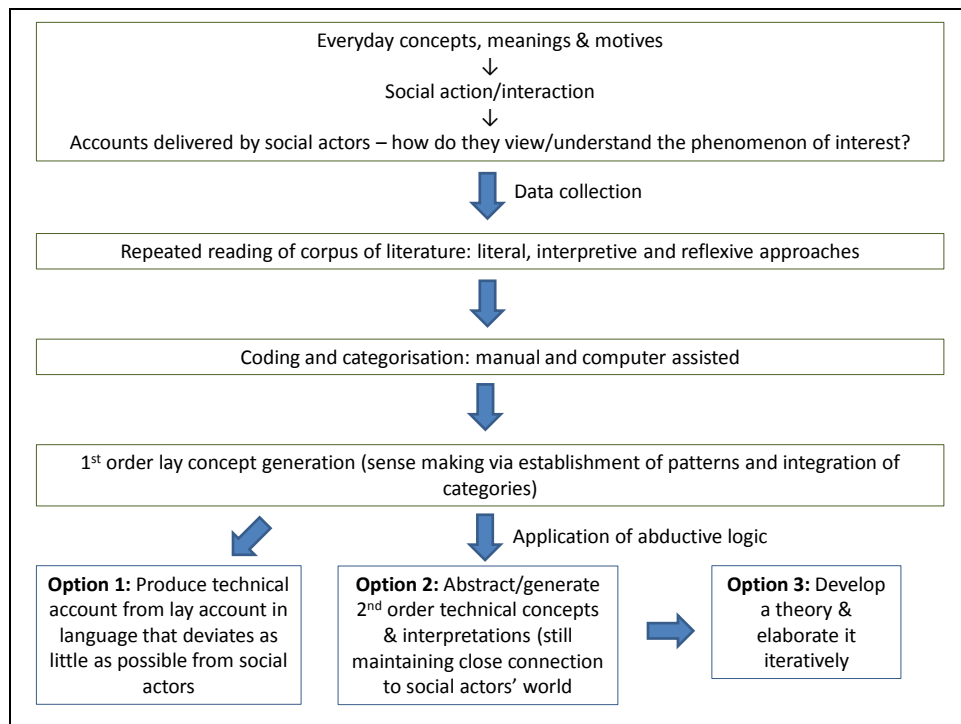 Everyday concepts, meanings & motives
↓
Social action/interaction
↓
Accounts delivered by social actors – how do they view/understand the phenomenon of interest?
Data collection
Repeated reading of corpus of literature: literal, interpretive and reflexive approaches
Coding and categorisation: manual and computer assisted
1st order lay concept generation (sense making via establishment of patterns and integration of
categories)
Application of abductive logic
Option 1: Produce technical
account from lay account in
language that deviates as
little as possible from social
actors
Option 2: Abstract/generate
2nd order technical concepts
& interpretations (still
maintaining close connection
to social actors' world
Option 3: Develop
a theory &
elaborate it
iteratively